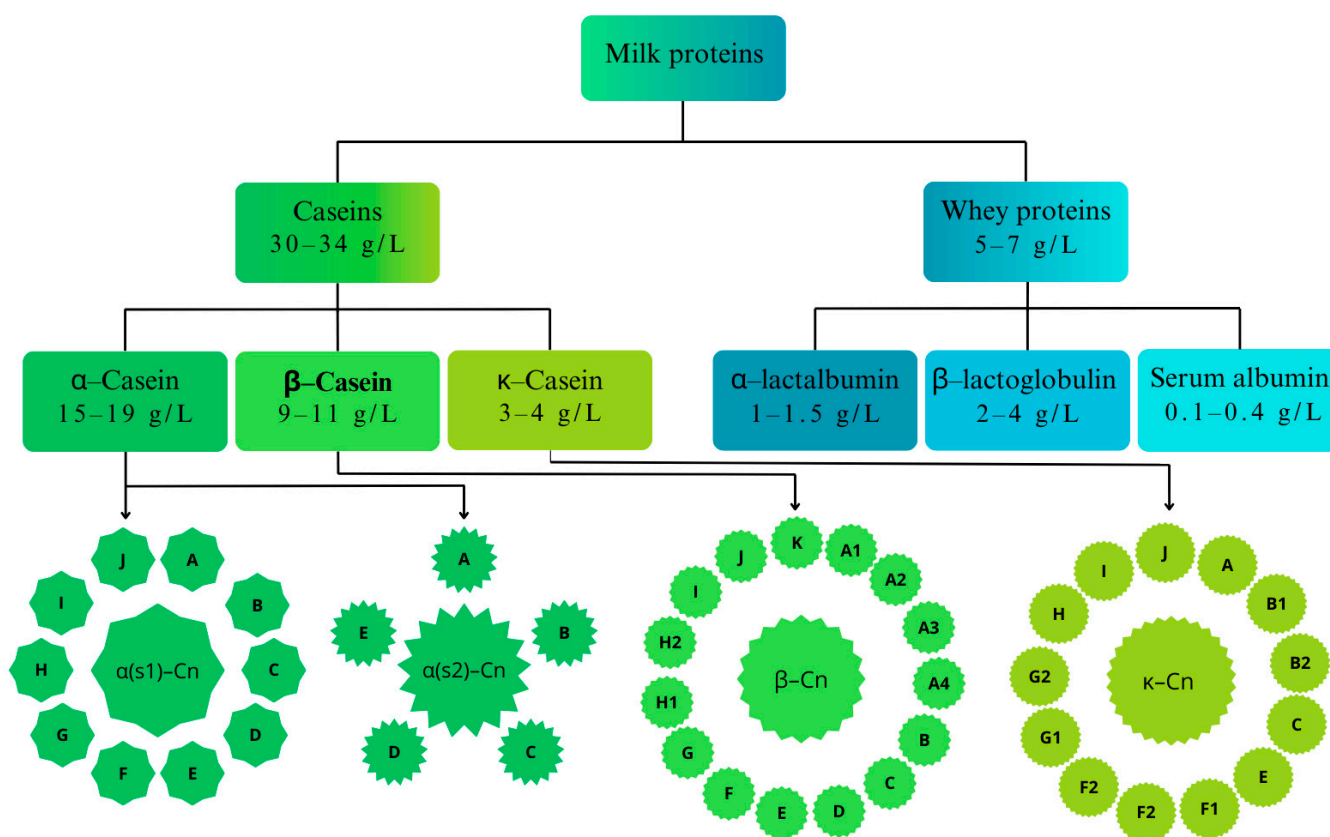 Milk proteins
Caseins
30–34 g/L
Whey proteins
5–7 g/L
α–Casein
15–19 g/L
β–Casein
9–11 g/L
κ–Casein
3–4 g/L
α–lactalbumin
1–1.5 g/L
β–lactoglobulin
2–4 g/L
Serum albumin
0.1–0.4 g/L
J
A
B
C
D
E
F
G
H
I
α(s1)–Cn
A
B
C
D
E
α(s2)–Cn
K
A1
A2
A3
A4
B
C
D
E
F
G
H1
H2
I
J
β–Cn
J
A
B1
B2
C
E
F1
F2
F2
G1
G2
H
I
κ–Cn